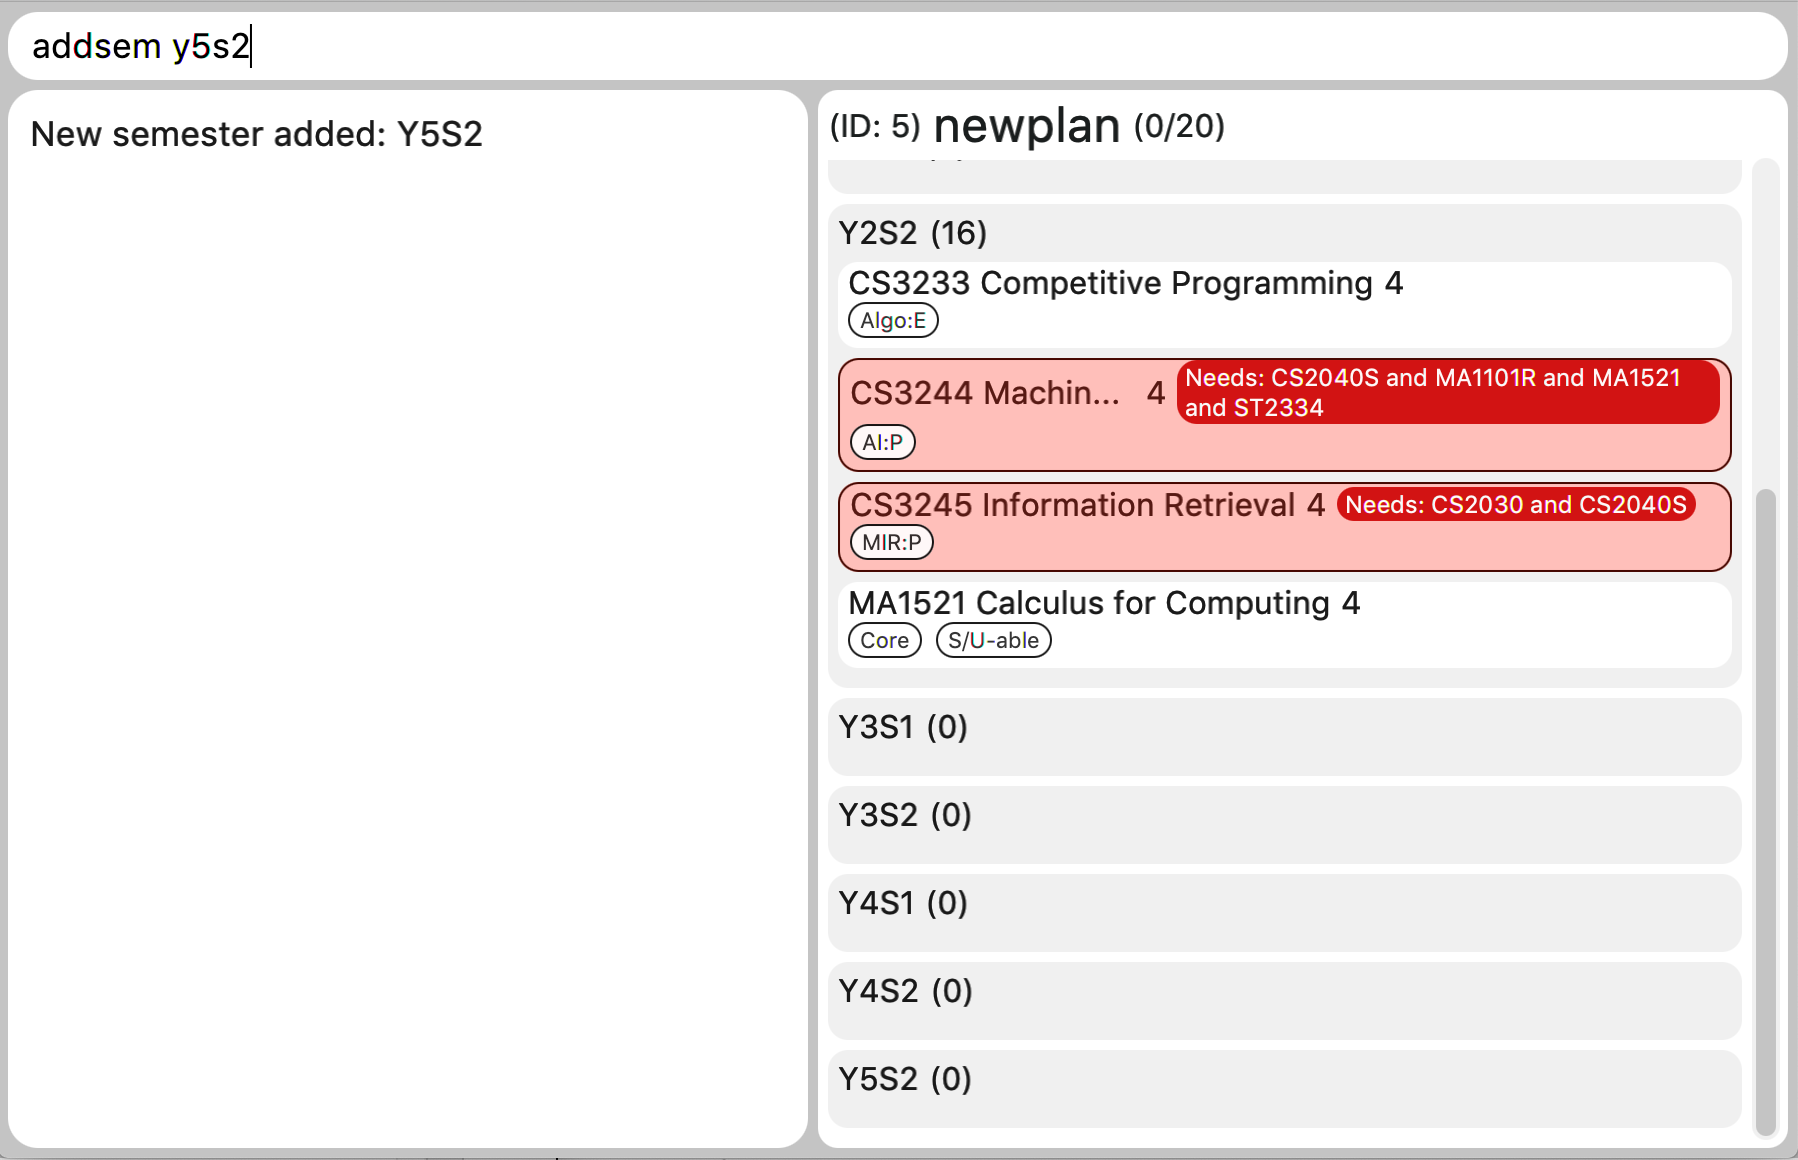 addsem y5s2
New semester added: Y5S2
(ID: 5) newplan (0/20)
Y2S2 (16)
CS3233 Competitive Programming 4
Algo:E
CS3244 Machin... 4
Needs: CS2040S and MA1101R and MA1521
and ST2334
AI:P
CS3245 Information Retrieval 4 Needs: CS2030 and CS2040S
MIR:P
MA1521 Calculus for Computing 4
Core S/U-able
Y3S1 (0)
Y3S2 (0)
Y4S1 (0)
Y4S2 (0)
Y5S2 (0)